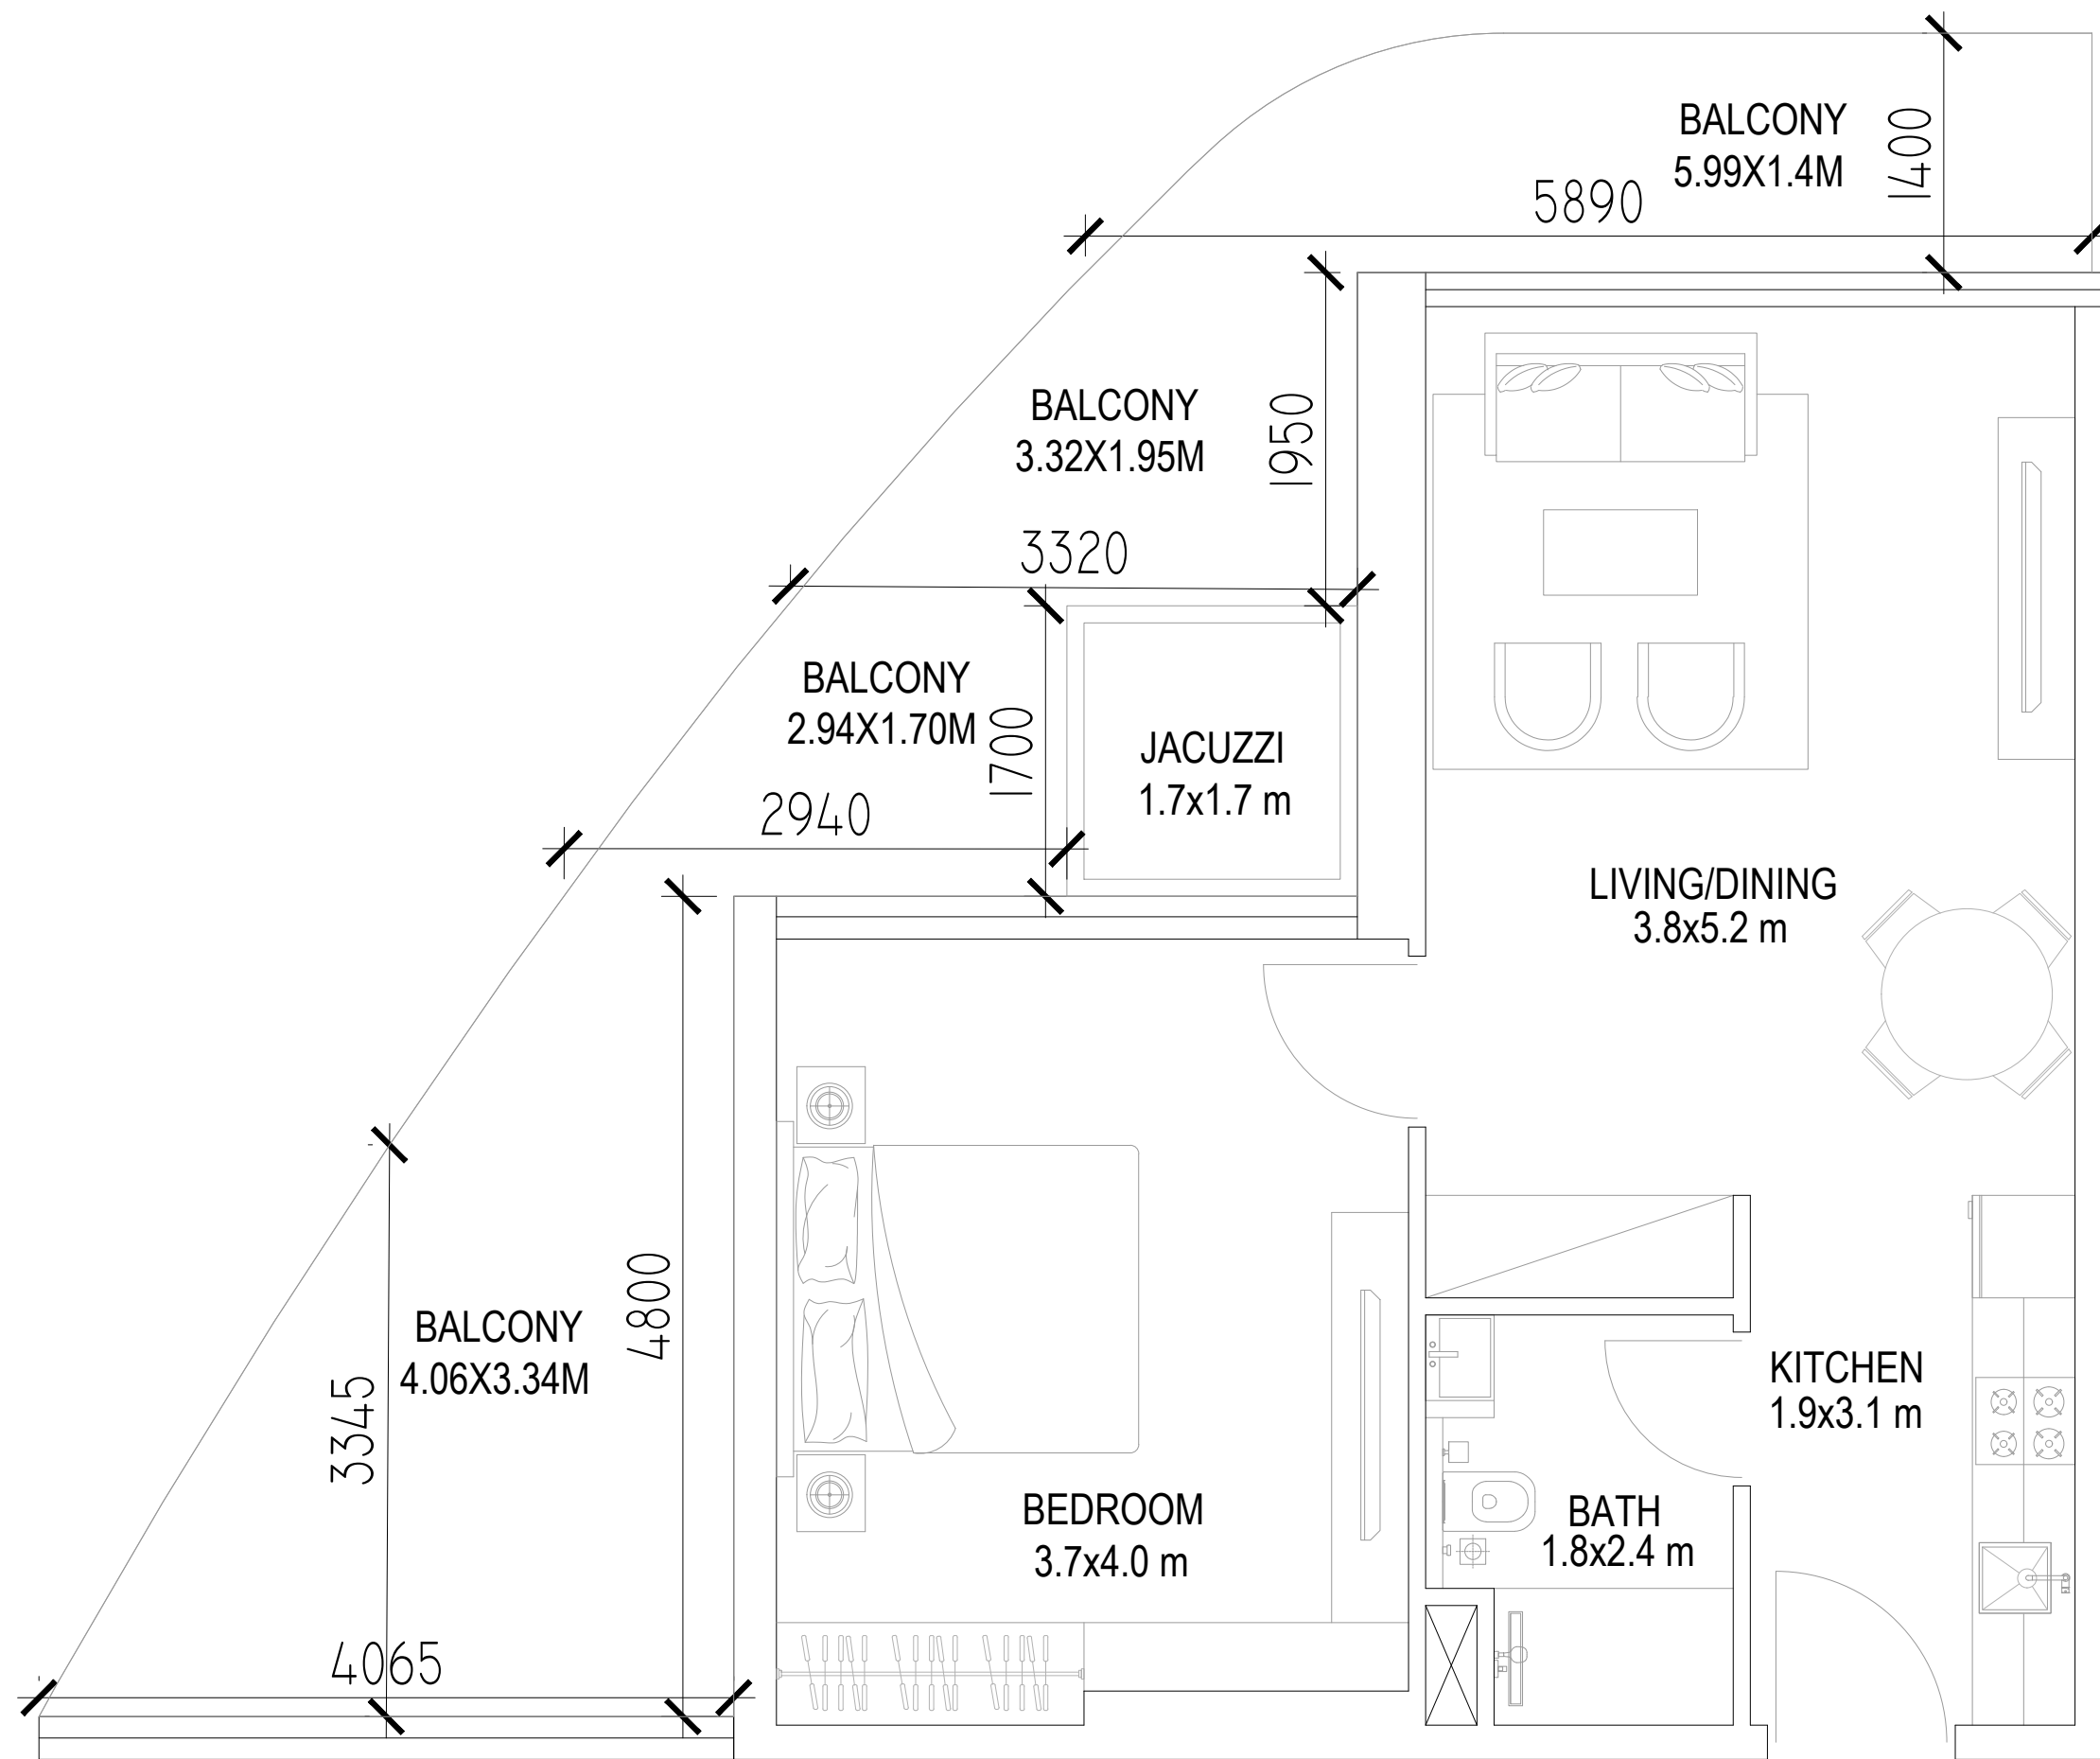 BALCONY
5.99X1.4M
1400
5890
BALCONY
3.32X1.95M
1950
3320
BALCONY
2.94X1.70M
1700
2940
JACUZZI
1.7x1.7 m
LIVING/DINING
3.8x5.2 m
BALCONY
4.06X3.34M
4800
3345
4065
BEDROOM
3.7x4.0 m
KITCHEN
1.9x3.1 m
BATH
1.8x2.4 m